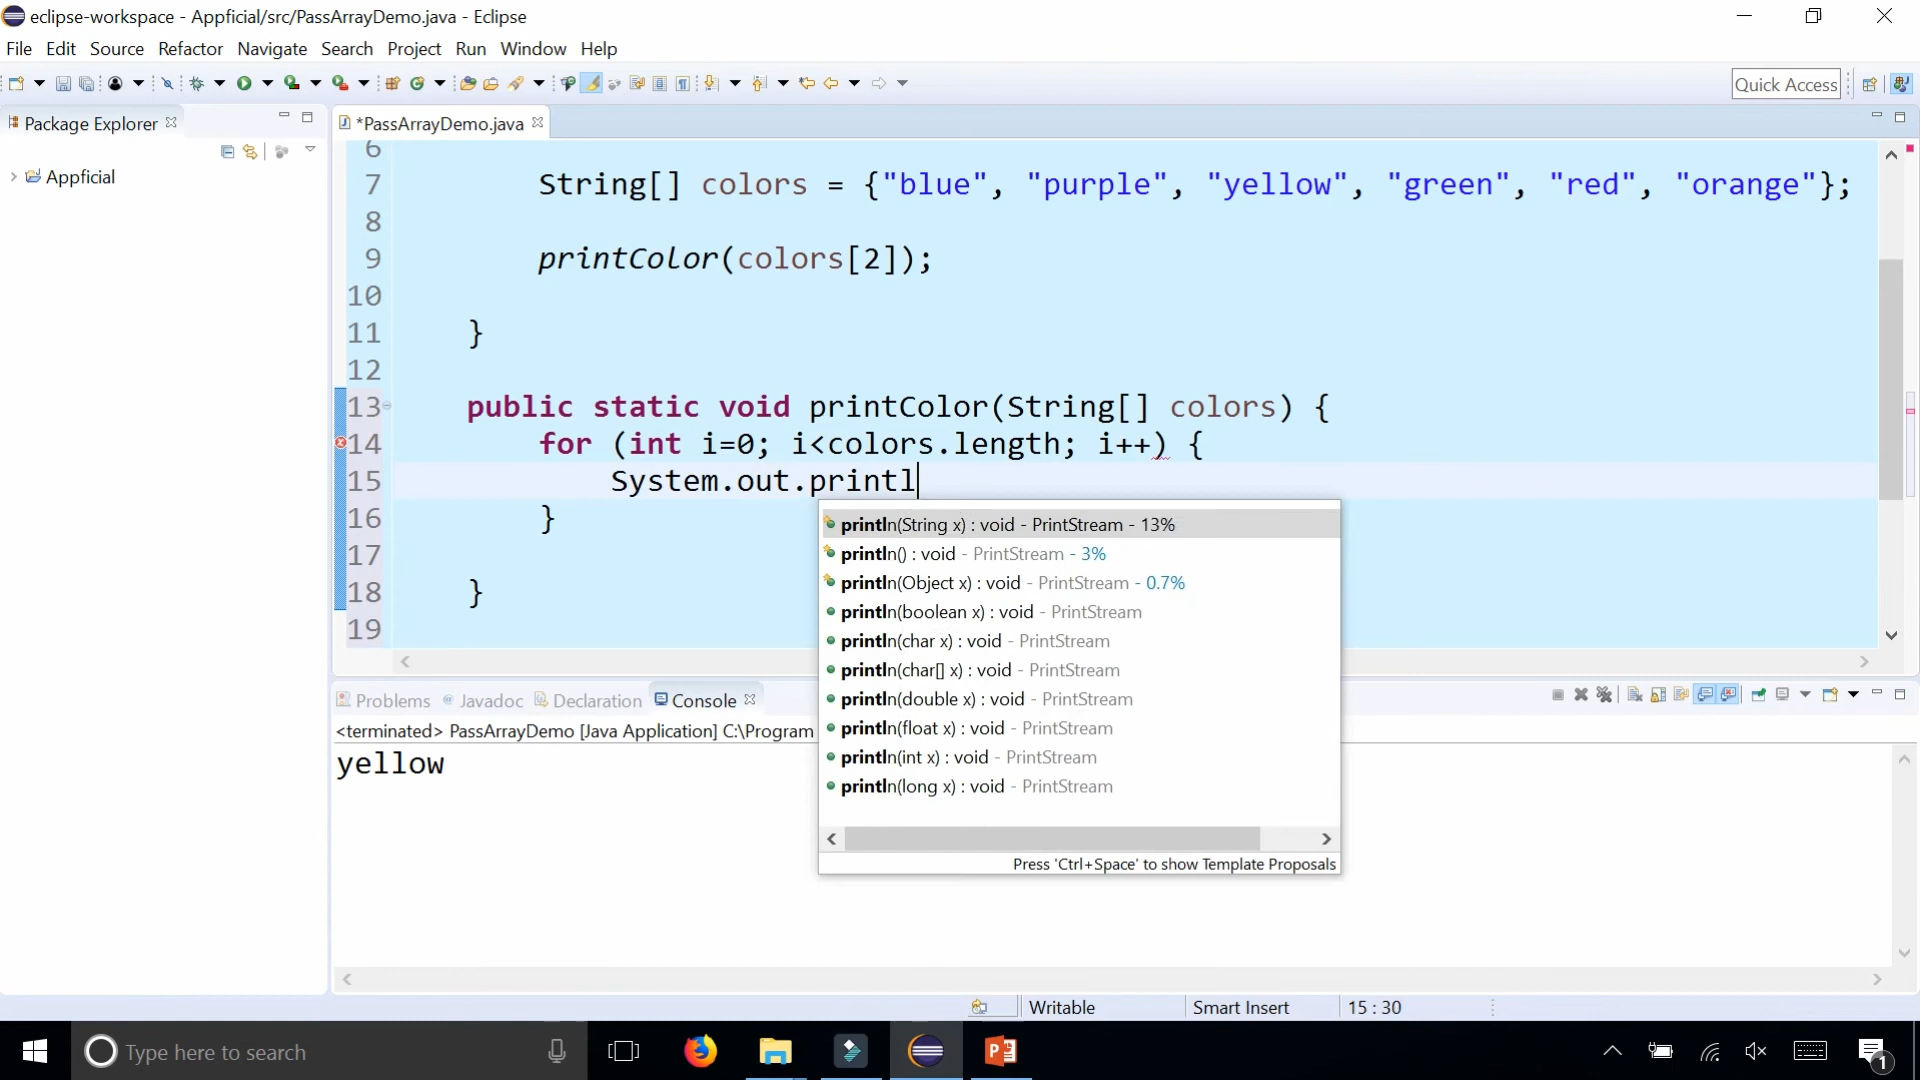 eclipse-workspace - Appficial/src/PassArrayDemo.java - Eclipse
File Edit Source Refactor Navigate Search Project Run Window Help
Quick Access
Package Explorer
*PassArrayDemo.java
Appficial
6
7 String[] colors = {"blue", "purple", "yellow", "green", "red", "orange"};
8
9 printColor(colors[2]);
10
11 }
12
13 public static void printColor(String[] colors) {
14 for (int i=0; i<colors.length; i++) {
15 System.out.printl
16 }
17
18 }
19
println(String x) : void - PrintStream - 13%
println() : void - PrintStream - 3%
println(Object x) : void - PrintStream - 0.7%
println(boolean x) : void - PrintStream
println(char x) : void - PrintStream
println(char[] x) : void - PrintStream
println(double x) : void - PrintStream
println(float x) : void - PrintStream
println(int x) : void - PrintStream
println(long x) : void - PrintStream
Press 'Ctrl+Space' to show Template Proposals
Problems Javadoc Declaration Console
<terminated> PassArrayDemo [Java Application] C:\Program
yellow
Writable Smart Insert 15 : 30
Type here to search
1